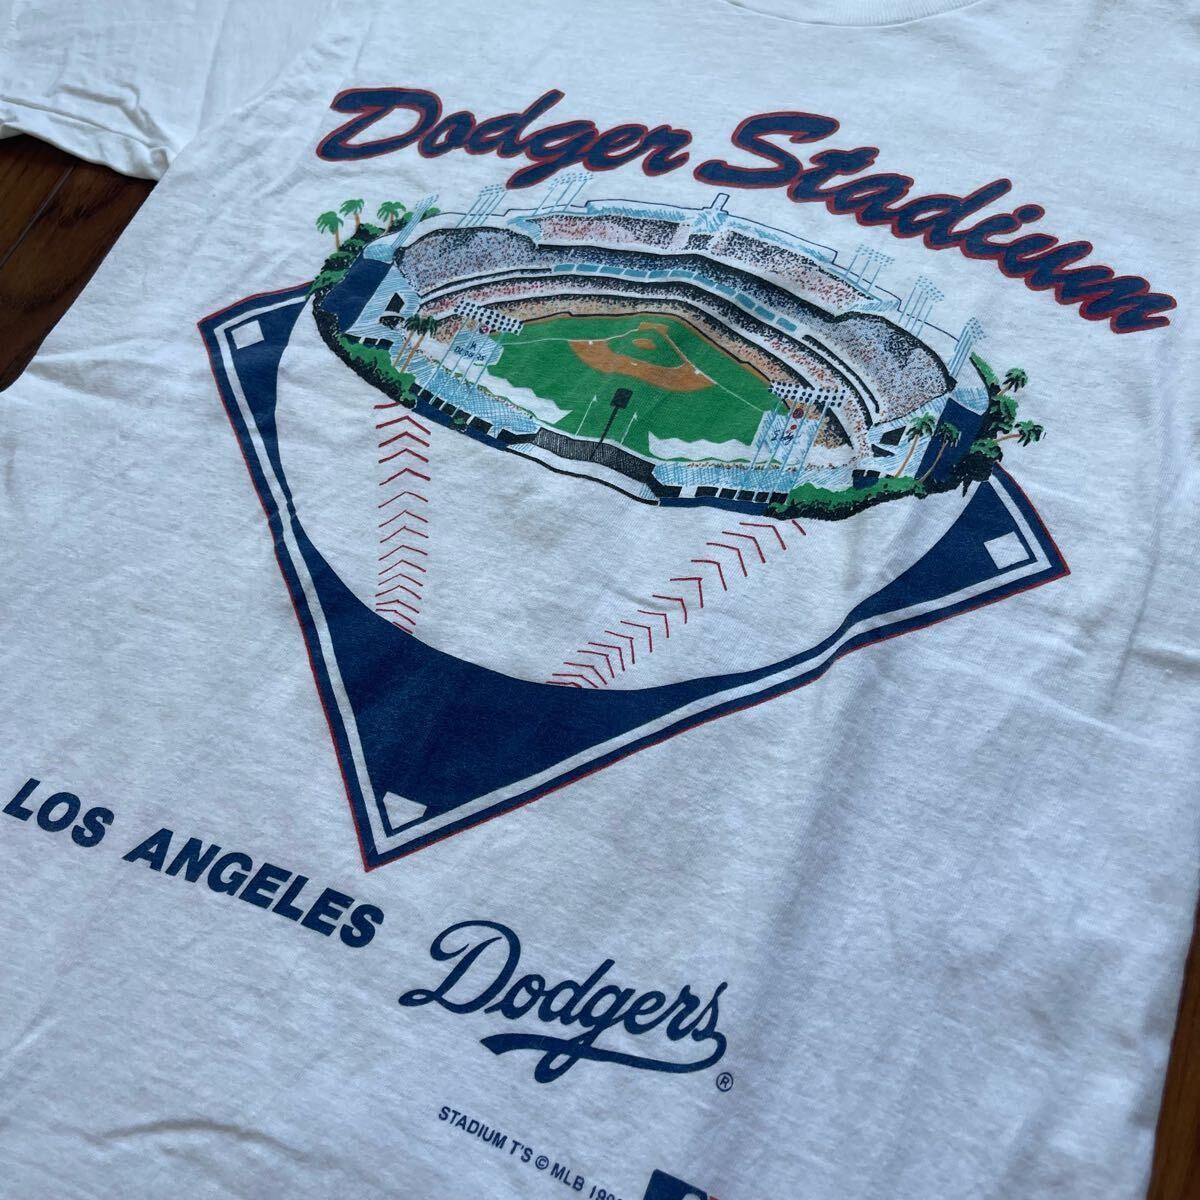 Dodger Stadium
LOS ANGELES Dodgers ®
STADIUM T'S © MLB